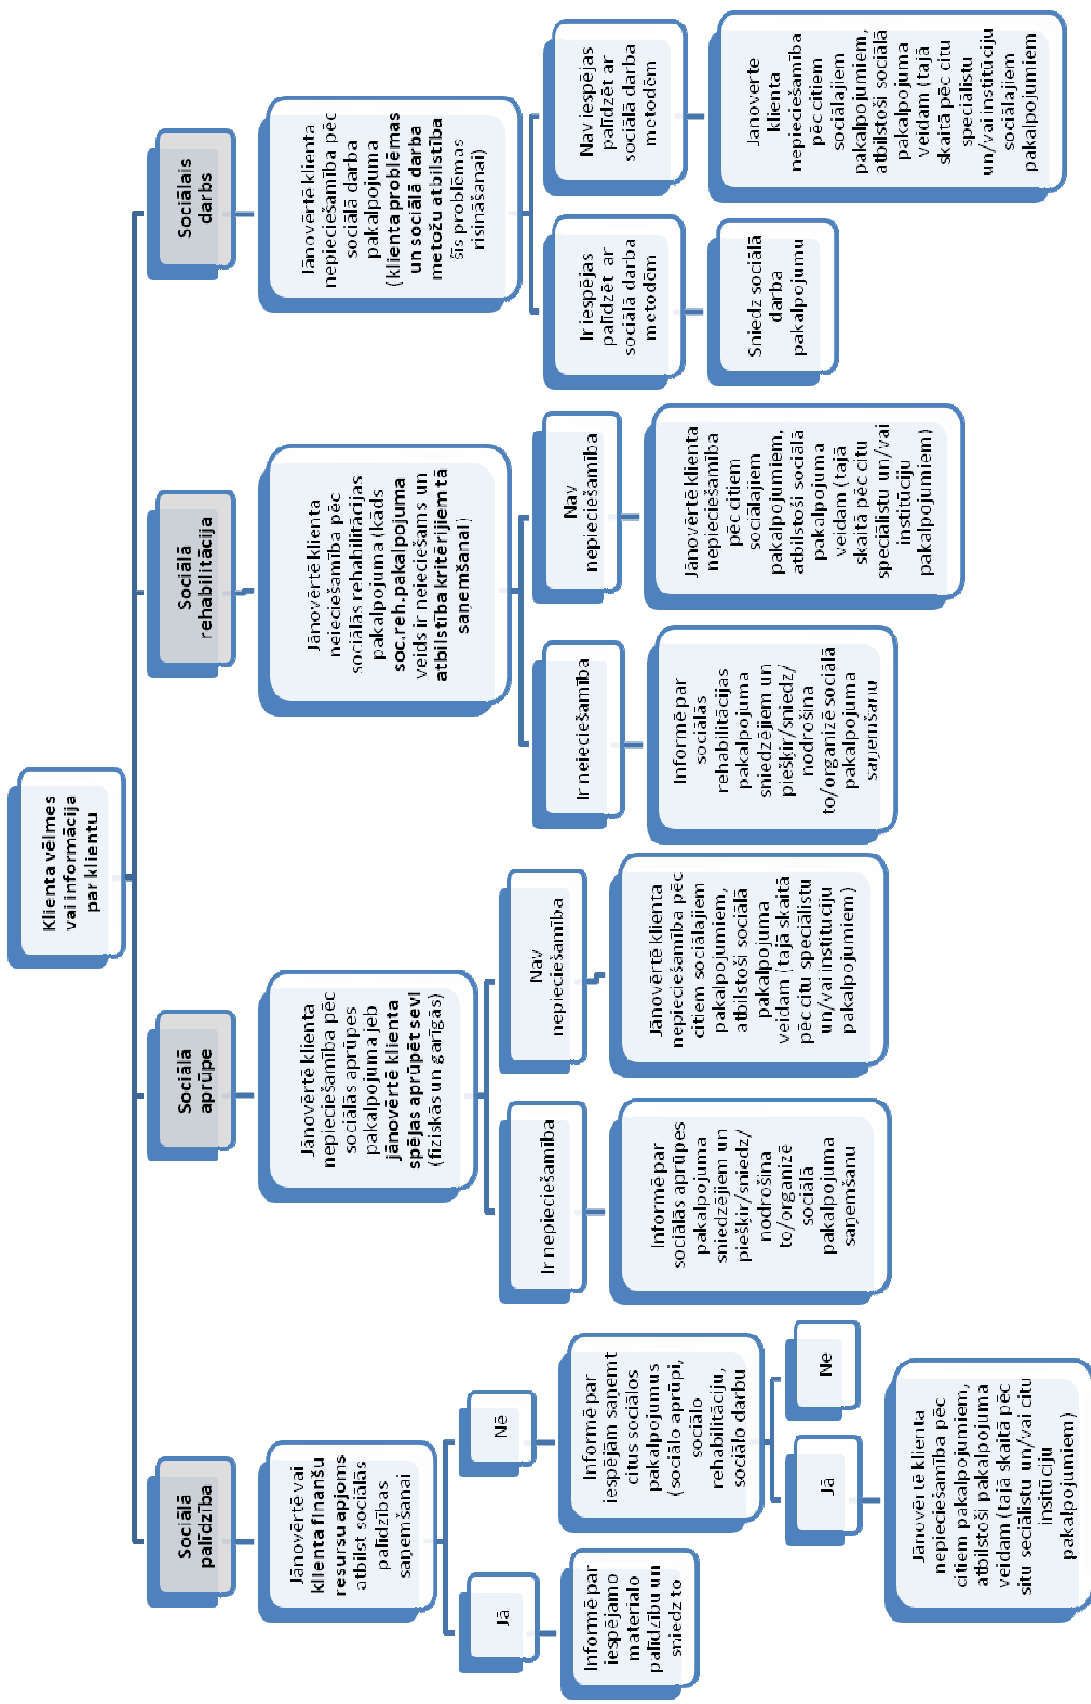 Klienta vēlmes
vai informācija
par klientu
Sociālā
palīdzība
Jānovērtē vai
klienta finanšu
resursu apjoms
atbilst sociālās
palīdzības
saņemšanai
Jā
Informē par
iespējamo
materiālo
palīdzību un
sniedz to
Nē
Informē par
iespējām saņemt
citus sociālos
pakalpojumus
(sociālo aprūpi,
sociālo
rehabilitāciju,
sociālo darbu
Jā
Jānovērtē klienta
nepieciešamība pēc
citiem pakalpojumiem,
atbilstoši pakalpojuma
veidam (tajā skaitā pēc
situ seciālistu un/vai citu
insitūciju
pakalpojumiem)
Ne
Sociālā
aprūpe
Jānovērtē klienta
nepieciešamība pēc
sociālās aprūpes
pakalpojuma jeb
jānovērtē klienta
spējas aprūpēt sevi
(fiziskās un garīgās)
Ir nepieciešamība
Informē par
sociālās aprūpes
pakalpojuma
sniedzējiem un
piešķir/sniedz/
nodrošina
to/organizē
sociālā
pakalpojuma
saņemšanu
Nav
nepieciešamība
Jānovērtē klienta
nepieciešamība pēc
citiem sociālajiem
pakalpojumiem,
atbilstoši sociālā
pakalpojuma
veidam (tajā skaitā
pēc citu speciālistu
un/vai institūciju
pakalpojumiem)
Sociālā
rehabilitācija
Jānovērtē klienta
neieciešamība pēc
sociālās rehabilitācijas
pakalpojuma (kāds
soc.reh.pakalpojuma
veids ir neieciešams un
atbilstība kritērijiem tā
saņemšanai)
Ir neieciešamība
Informē par
sociālās
rehabilitācijas
pakalpojuma
sniedzējiem un
piešķir/sniedz/
nodrošina
to/organizē sociālā
pakalpojuma
saņemšanu
Nav
nepieciešamība
Jānovērtē klienta
nepieciešamība
pēc citiem
sociālajiem
pakalpojumiem,
atbilstoši sociālā
pakalpojuma
veidam (tajā
skaitā pēc citu
speciālistu un/vai
institūciju
pakalpojumiem)
Sociālais
darbs
Jānovērtē klienta
nepieciešamība pēc
sociālā darba
pakalpojuma
(klienta problēmas
un sociālā darba
metožu atbilstība
šīs problēmas
risināšanai)
Ir iespējas
palīdzēt ar
sociālā darba
metodēm
Sniedz sociālā
darba
pakalpojumu
Nav iespējas
palīdzēt ar
sociālā darba
metodēm
Janoverte
klienta
nepieciešamība
pēc citiem
sociālajiem
pakalpojumiem,
atbilstoši sociālā
pakalpojuma
veidam (tajā
skaitā pēc citu
speciālistu
un/vai institūciju
sociālajiem
pakalpojumiem